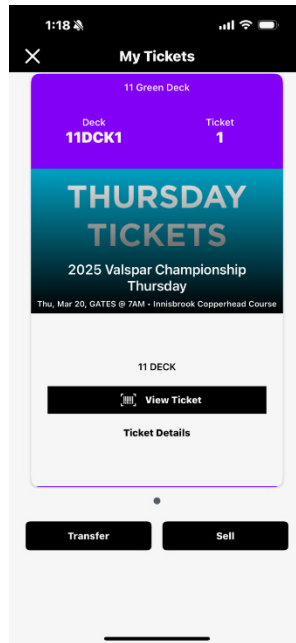 1:18
My Tickets
11 Green Deck
Deck Ticket
11DCK1 1
THURSDAY
TICKETS
2025 Valspar Championship
Thursday
Thu, Mar 20, GATES @ 7AM • Innisbrook Copperhead Course
11 DECK
View Ticket
Ticket Details
Transfer Sell